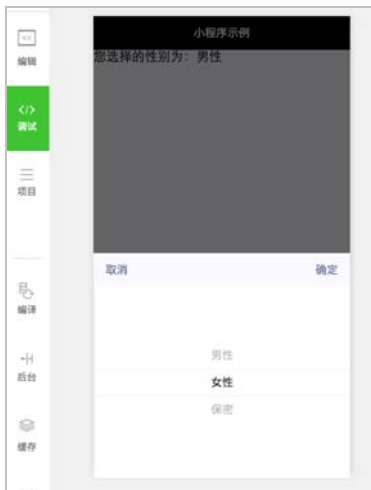 编辑
</>
调试
项目
编译
后台
缓存
小程序示例
您选择的性别为：男性
取消
确定
男性
女性
保密